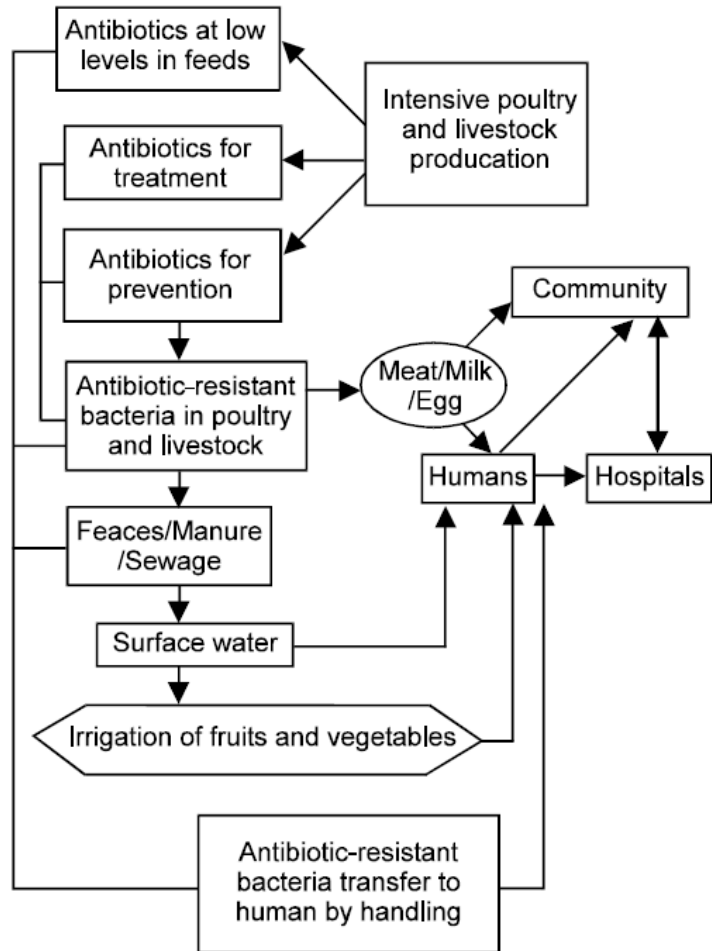 Antibiotics at low
levels in feeds
Intensive poultry
and livestock
producation
Antibiotics for
treatment
Antibiotics for
prevention
Community
Meat/Milk
/Egg
Antibiotic-resistant
bacteria in poultry
and livestock
Humans
Hospitals
Feaces/Manure
/Sewage
Surface water
Irrigation of fruits and vegetables
Antibiotic-resistant
bacteria transfer to
human by handling